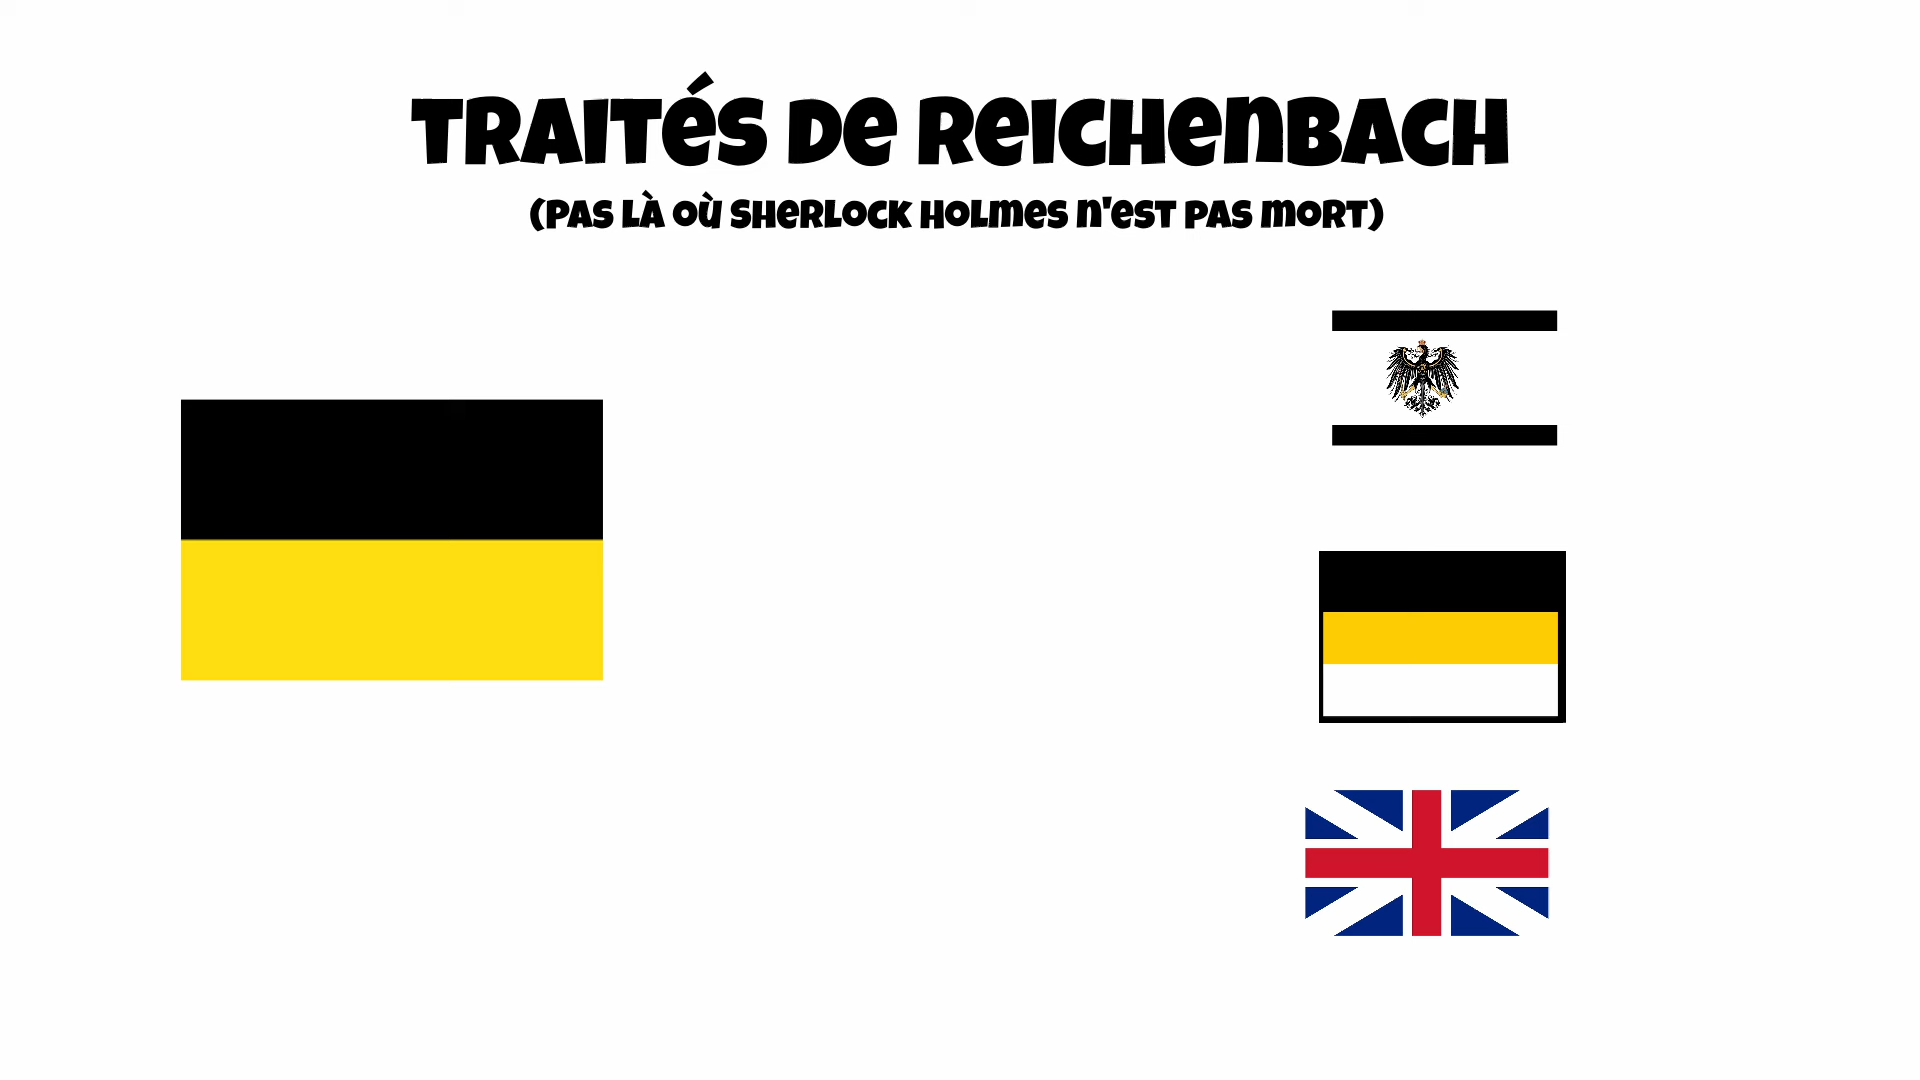 Traités de Reichenbach
(pas là où Sherlock Holmes n'est pas mort)